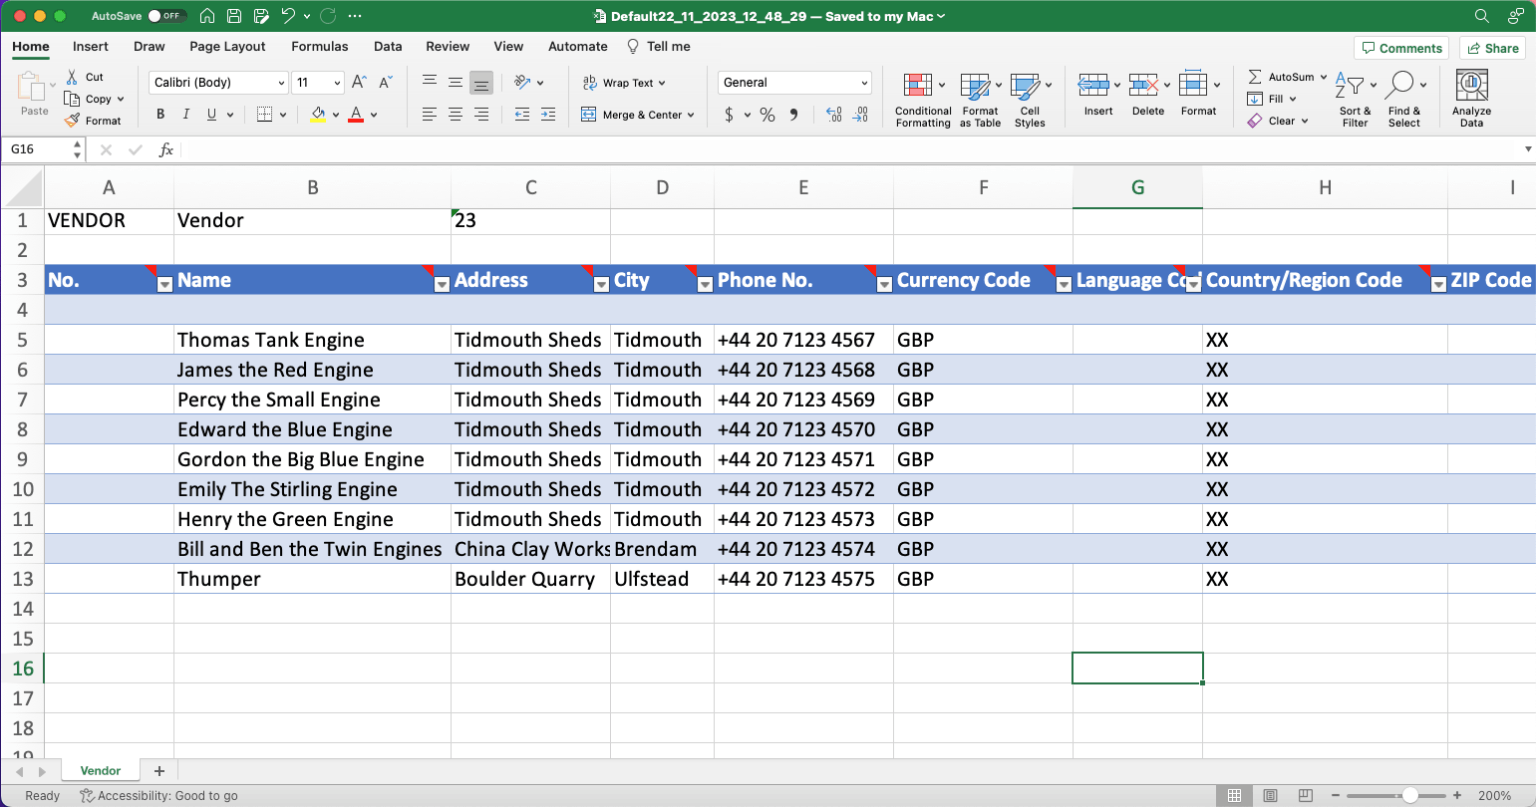 AutoSave OFF Default22_11_2023_12_48_29 — Saved to my Mac
Home Insert Draw Page Layout Formulas Data Review View Automate Tell me Comments Share
Paste Cut Copy Format
Calibri (Body) 11
B I U A
Wrap Text
Merge & Center
General
$ %
Conditional Formatting Format as Table Cell Styles
Insert Delete Format
AutoSum Fill Clear
Sort & Filter Find & Select Analyze Data
G16 fx
A B C D E F G H I
1 VENDOR Vendor 23
2
3 No. Name Address City Phone No. Currency Code Language Country/Region Code ZIP Code
4
5 Thomas Tank Engine Tidmouth Sheds Tidmouth +44 20 7123 4567 GBP XX
6 James the Red Engine Tidmouth Sheds Tidmouth +44 20 7123 4568 GBP XX
7 Percy the Small Engine Tidmouth Sheds Tidmouth +44 20 7123 4569 GBP XX
8 Edward the Blue Engine Tidmouth Sheds Tidmouth +44 20 7123 4570 GBP XX
9 Gordon the Big Blue Engine Tidmouth Sheds Tidmouth +44 20 7123 4571 GBP XX
10 Emily The Stirling Engine Tidmouth Sheds Tidmouth +44 20 7123 4572 GBP XX
11 Henry the Green Engine Tidmouth Sheds Tidmouth +44 20 7123 4573 GBP XX
12 Bill and Ben the Twin Engines China Clay Works Brendam +44 20 7123 4574 GBP XX
13 Thumper Boulder Quarry Ulfstead +44 20 7123 4575 GBP XX
14
15
16
17
18
19
Vendor +
Ready Accessibility: Good to go 200%